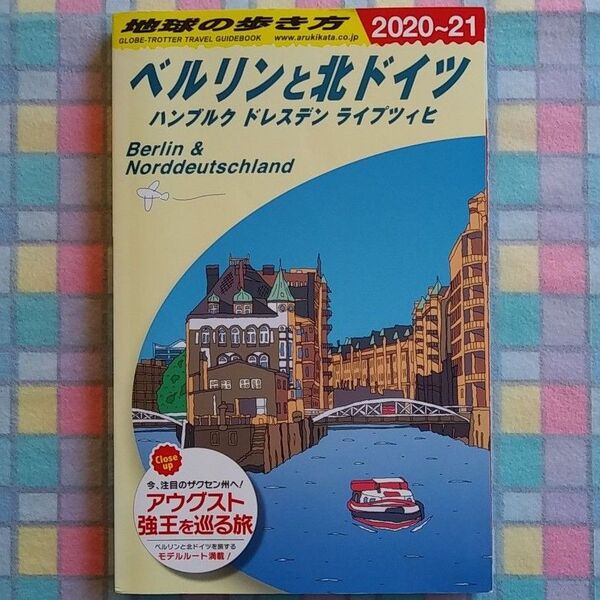 地球の歩き方
GLOBE-TROTTER TRAVEL GUIDEBOOK
www.arukikata.co.jp
2020~21
ベルリンと北ドイツ
ハンブルク ドレスデン ライプツィヒ
Berlin &
Norddeutschland
Close up
今、注目のザクセン州へ!
アウグスト
強王を巡る旅
ベルリンと北ドイツを旅する
モデルルート満載!